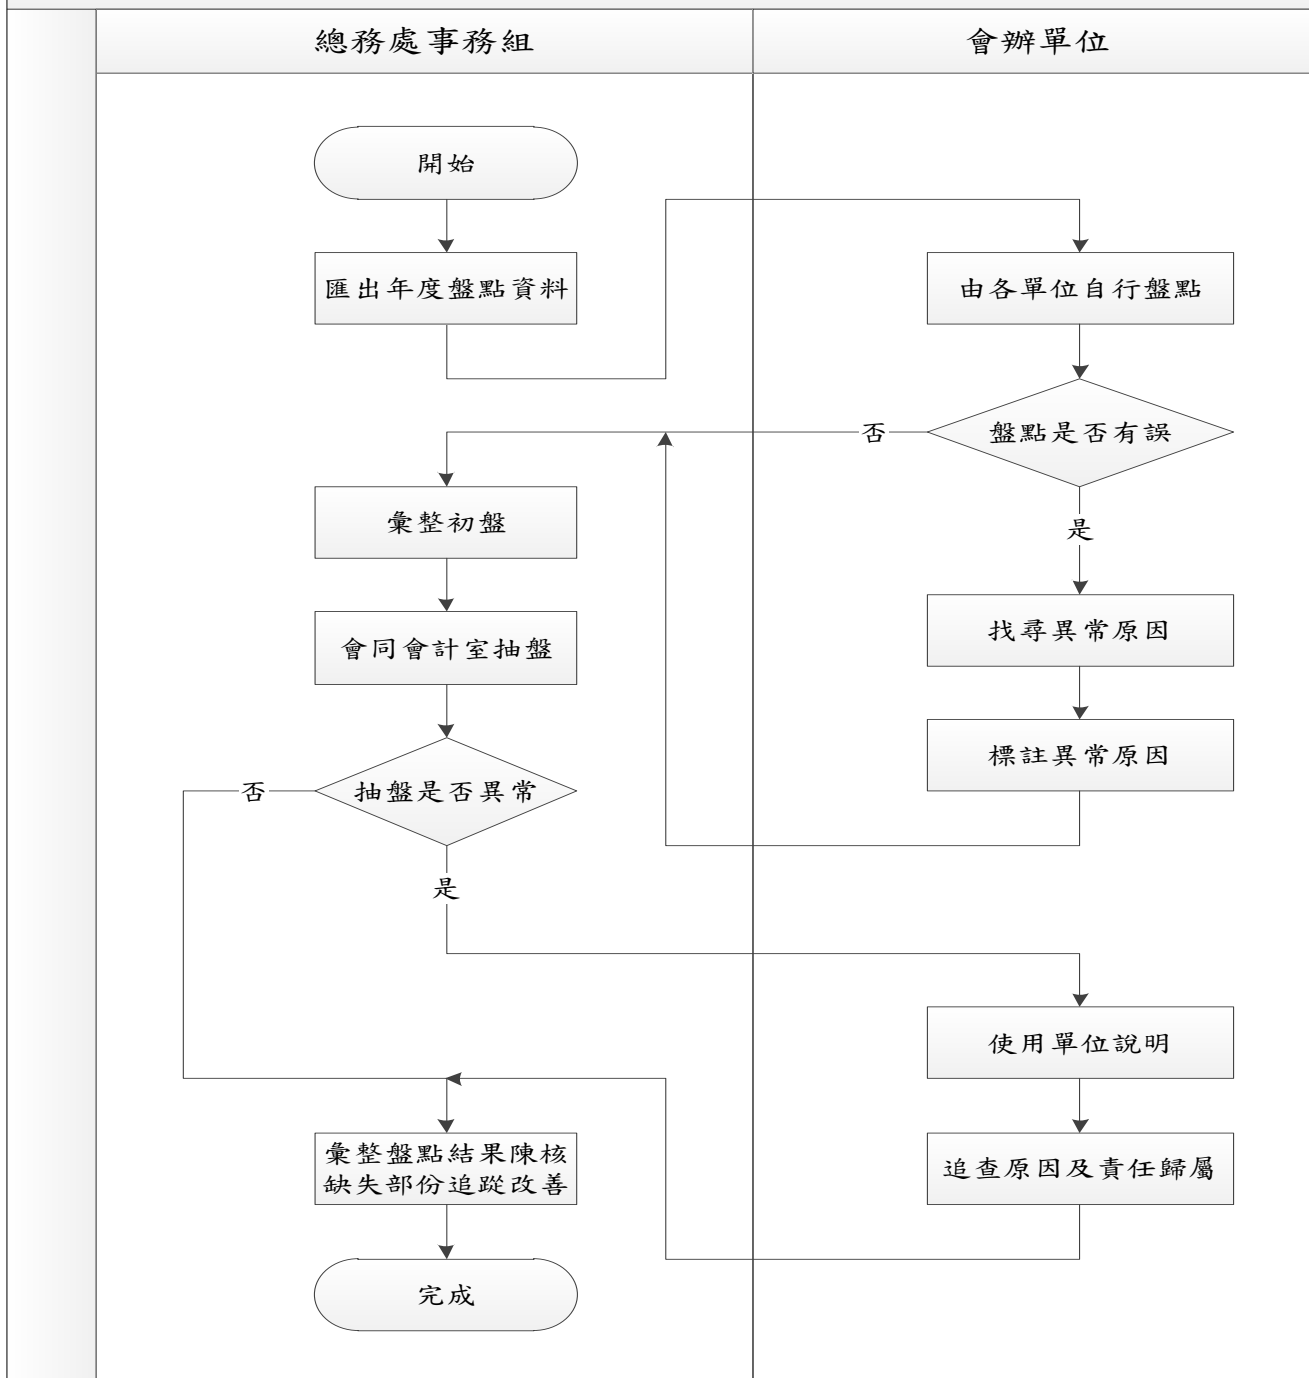 總務處事務組
會辦單位
開始
匯出年度盤點資料
由各單位自行盤點
盤點是否有誤
否
是
彙整初盤
找尋異常原因
會同會計室抽盤
標註異常原因
抽盤是否異常
否
是
使用單位說明
追查原因及責任歸屬
彙整盤點結果陳核
缺失部份追蹤改善
完成